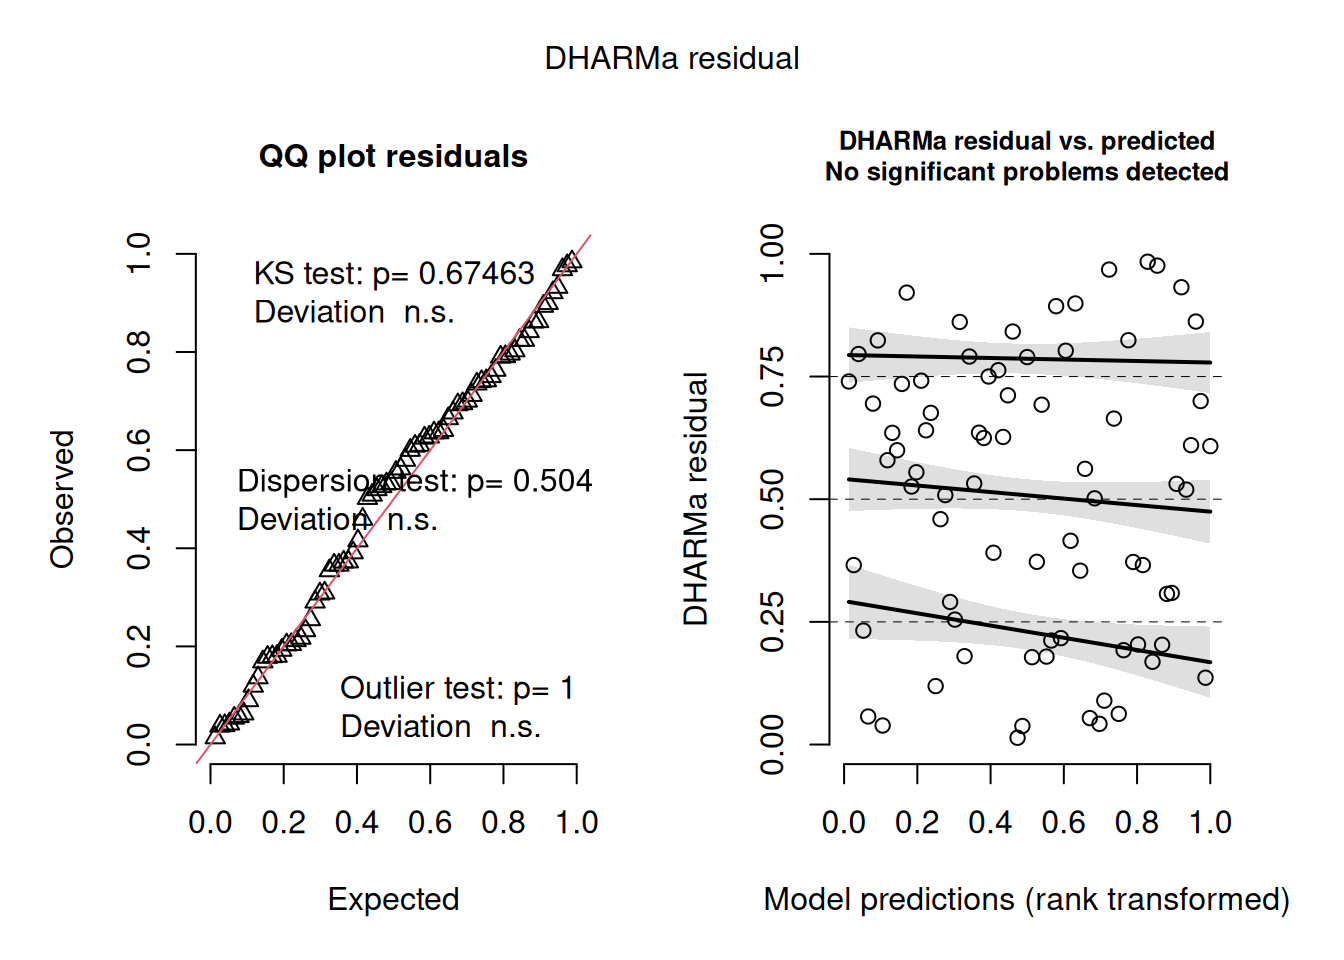 DHARMa residual
QQ plot residuals
KS test: p= 0.67463
Deviation  n.s.
Dispersion test: p= 0.504
Deviation  n.s.
Outlier test: p= 1
Deviation  n.s.
Observed
0.0 0.2 0.4 0.6 0.8 1.0
0.0 0.2 0.4 0.6 0.8 1.0
Expected
DHARMa residual vs. predicted
No significant problems detected
DHARMa residual
0.00 0.25 0.50 0.75 1.00
0.0 0.2 0.4 0.6 0.8 1.0
Model predictions (rank transformed)